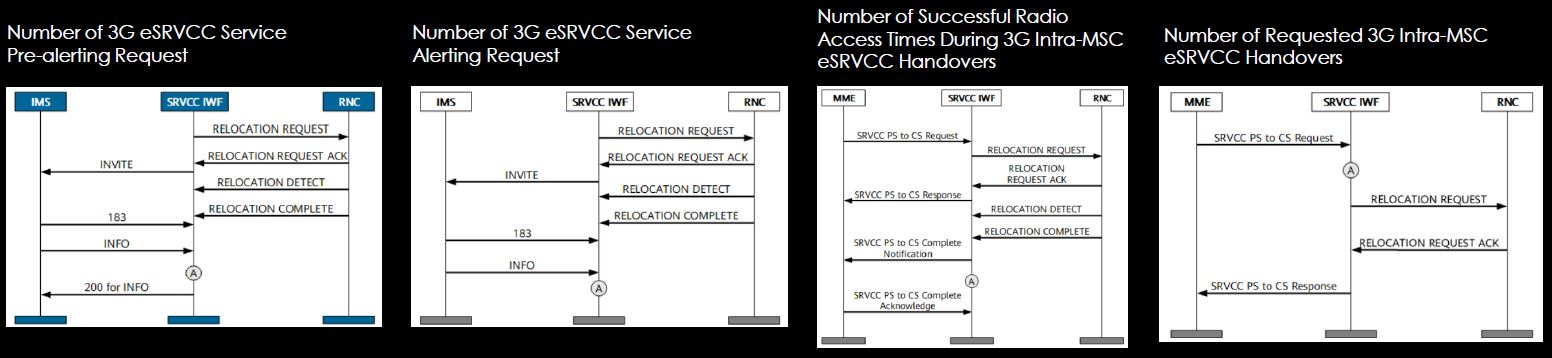 Number of 3G eSRVCC Service
Pre-alerting Request
IMS
SRVCC IWF
RNC
RELOCATION REQUEST
RELOCATION REQUEST ACK
INVITE
RELOCATION DETECT
RELOCATION COMPLETE
183
INFO
A
200 for INFO
Number of 3G eSRVCC Service
Alerting Request
IMS
SRVCC IWF
RNC
RELOCATION REQUEST
RELOCATION REQUEST ACK
INVITE
RELOCATION DETECT
RELOCATION COMPLETE
183
INFO
A
Number of Successful Radio
Access Times During 3G Intra-MSC
eSRVCC Handovers
MME
SRVCC IWF
RNC
SRVCC PS to CS Request
RELOCATION REQUEST
RELOCATION
REQUEST ACK
SRVCC PS to CS Response
RELOCATION DETECT
RELOCATION COMPLETE
SRVCC PS to CS Complete
Notification
A
SRVCC PS to CS Complete
Acknowledge
Number of Requested 3G Intra-MSC
eSRVCC Handovers
MME
SRVCC IWF
RNC
SRVCC PS to CS Request
A
RELOCATION REQUEST
RELOCATION REQUEST ACK
SRVCC PS to CS Response